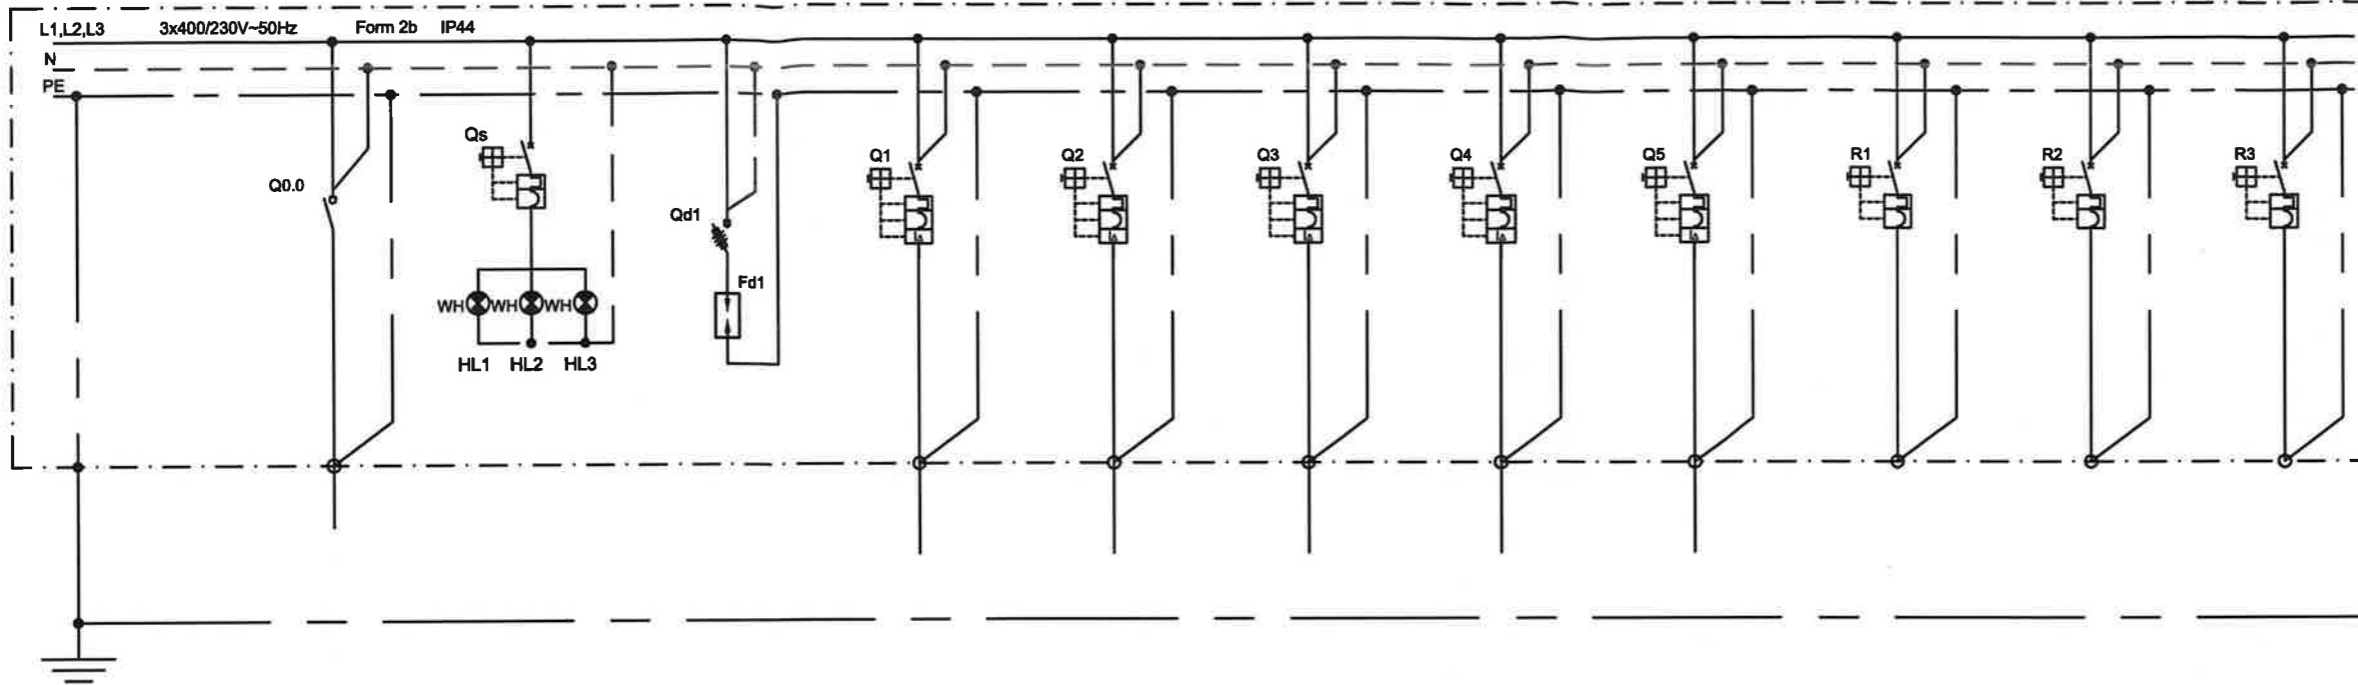 L1,L2,L3 3x400/230V~50Hz Form 2b IP44
N
PE
Qs
Q1 Q2 Q3 Q4 Q5 R1 R2 R3
Q0.0
Qd1
Fd1
WH WH WH
HL1 HL2 HL3